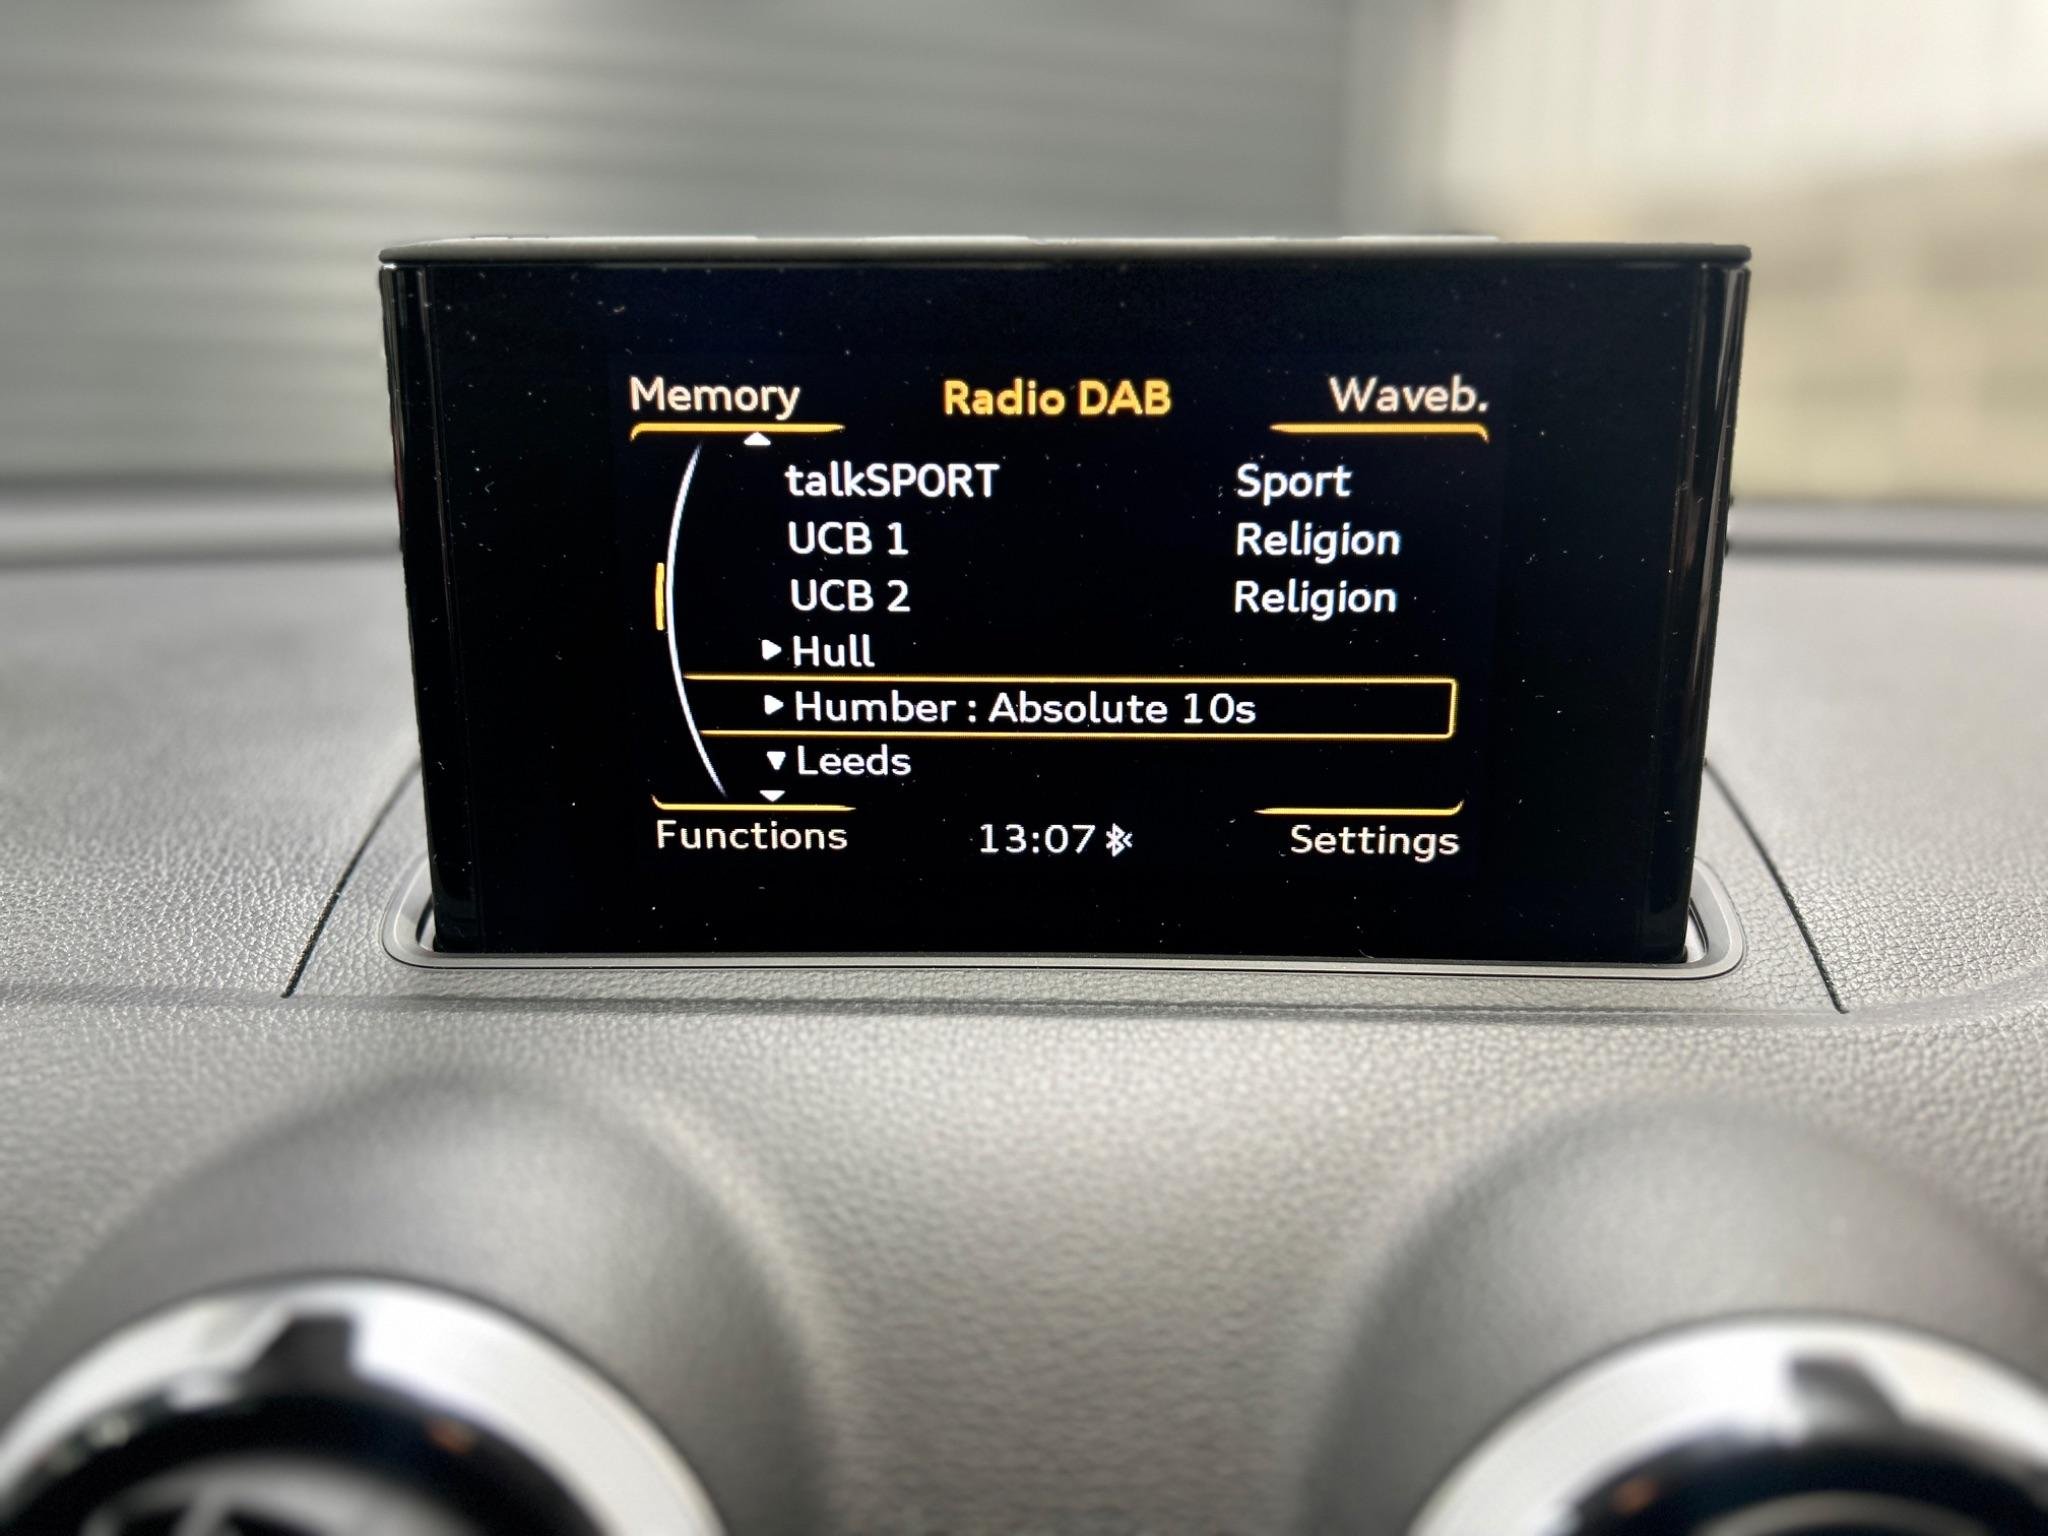 Memory Radio DAB Waveb.
talkSPORT Sport
UCB 1 Religion
UCB 2 Religion
Hull
Humber : Absolute 10s
Leeds
Functions 13:07 Settings